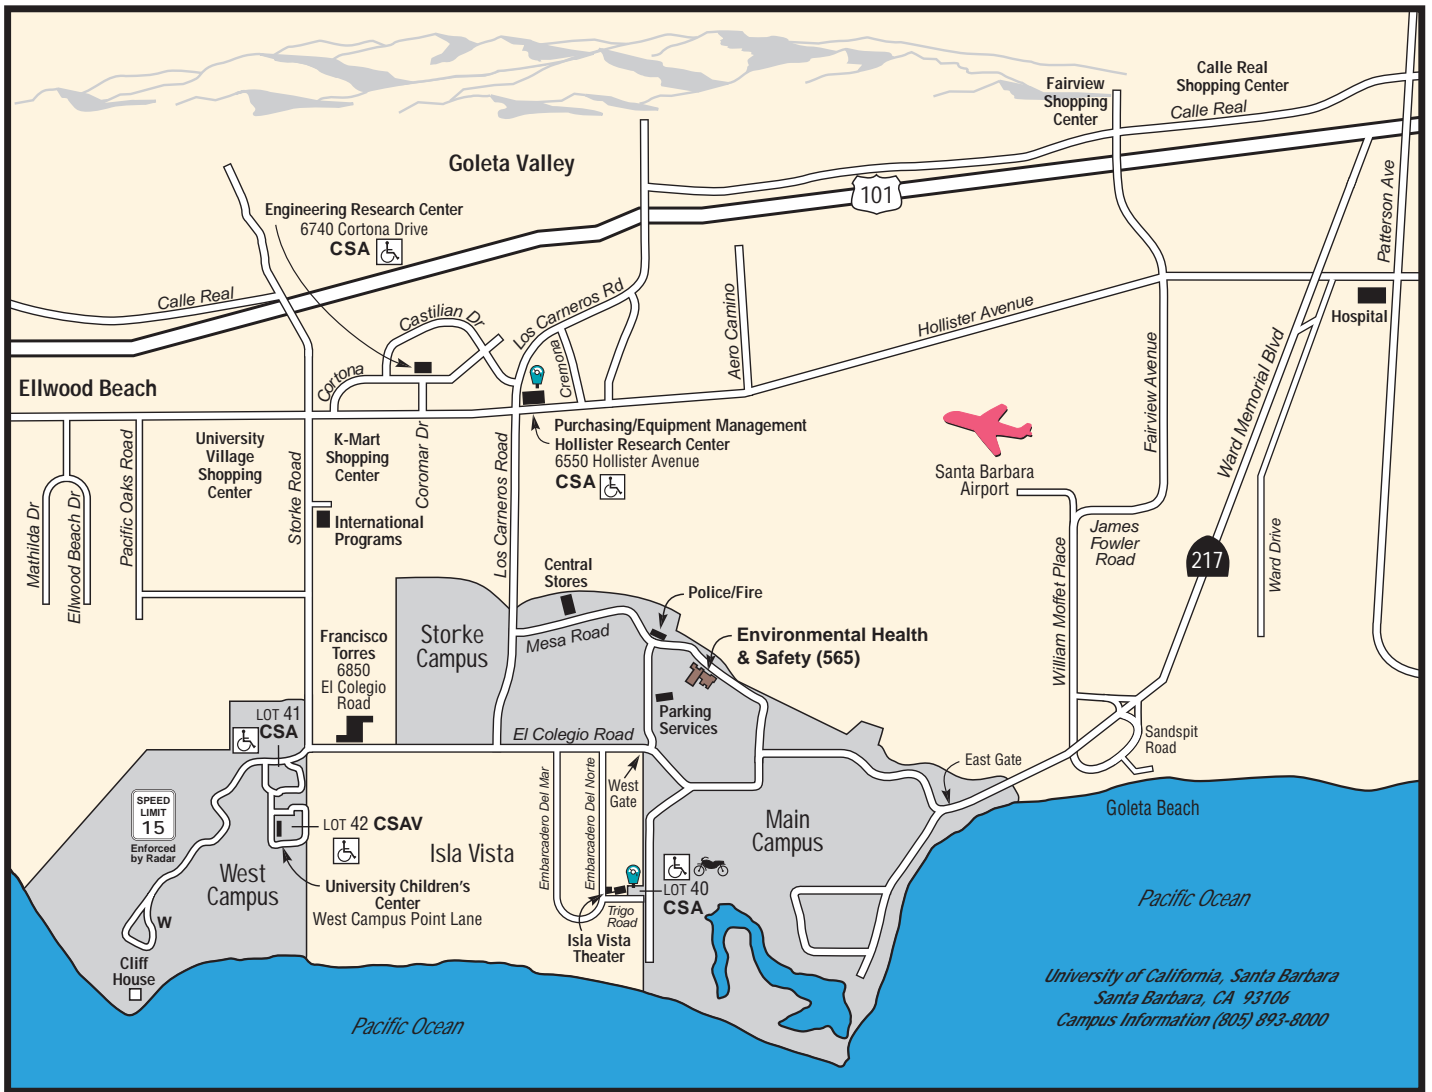 Fairview
Shopping
Center
Calle Real
Shopping Center
Calle Real
Goleta Valley
101
Patterson Ave
Engineering Research Center
6740 Cortona Drive
CSA
Calle Real
Castilian Dr
Los Carneros Rd
Cremona
Aero Camino
Hollister Avenue
Hospital
Cortona
Ellwood Beach
Ward Memorial Blvd
Fairview Avenue
University
Village
Shopping
Center
K-Mart
Shopping
Center
Coromar Dr
Purchasing/Equipment Management
Hollister Research Center
6550 Hollister Avenue
CSA
Santa Barbara
Airport
Mathilda Dr
Ellwood Beach Dr
Pacific Oaks Road
Storke Road
International
Programs
Los Carneros Road
James
Fowler
Road
217
Ward Drive
William Moffet Place
Central
Stores
Police/Fire
Mesa Road
Environmental Health
& Safety (565)
Storke
Campus
Francisco
Torres
6850
El Colegio
Road
Parking
Services
El Colegio Road
LOT 41
CSA
Sandspit
Road
East Gate
West
Gate
Goleta Beach
SPEED
LIMIT
15
Enforced
by Radar
LOT 42 CSAV
Isla Vista
Embarcadero Del Mar
Embarcadero Del Norte
Main
Campus
West
Campus
University Children's
Center
West Campus Point Lane
LOT 40
CSA
Trigo
Road
Isla Vista
Theater
W
Cliff
House
Pacific Ocean
Pacific Ocean
University of California, Santa Barbara
Santa Barbara, CA 93106
Campus Information (805) 893-8000